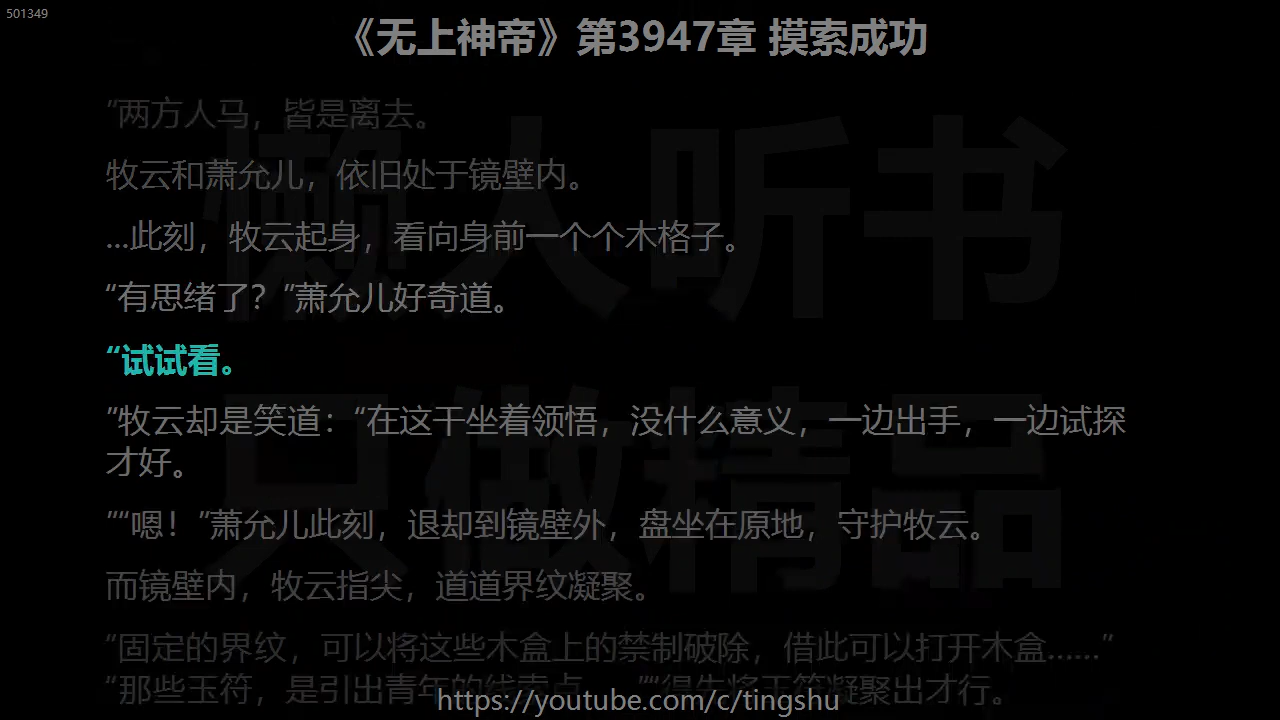 501349
《无上神帝》第3947章 摸索成功
“两方人马，皆是离去。
牧云和萧允儿，依旧处于镜壁内。
...此刻，牧云起身，看向身前一个个木格子。
“有思绪了？”萧允儿好奇道。
“试试看。
”牧云却是笑道：“在这干坐着领悟，没什么意义，一边出手，一边试探
才好。
”“嗯！”萧允儿此刻，退却到镜壁外，盘坐在原地，守护牧云。
而镜壁内，牧云指尖，道道界纹凝聚。
“固定的界纹，可以将这些木盒上的禁制破除，借此可以打开木盒……”
“那些玉符，是引出青年的线索点……”“得先将玉符凝聚出才行。
https://youtube.com/c/tingshu
懒人听书
只做精品